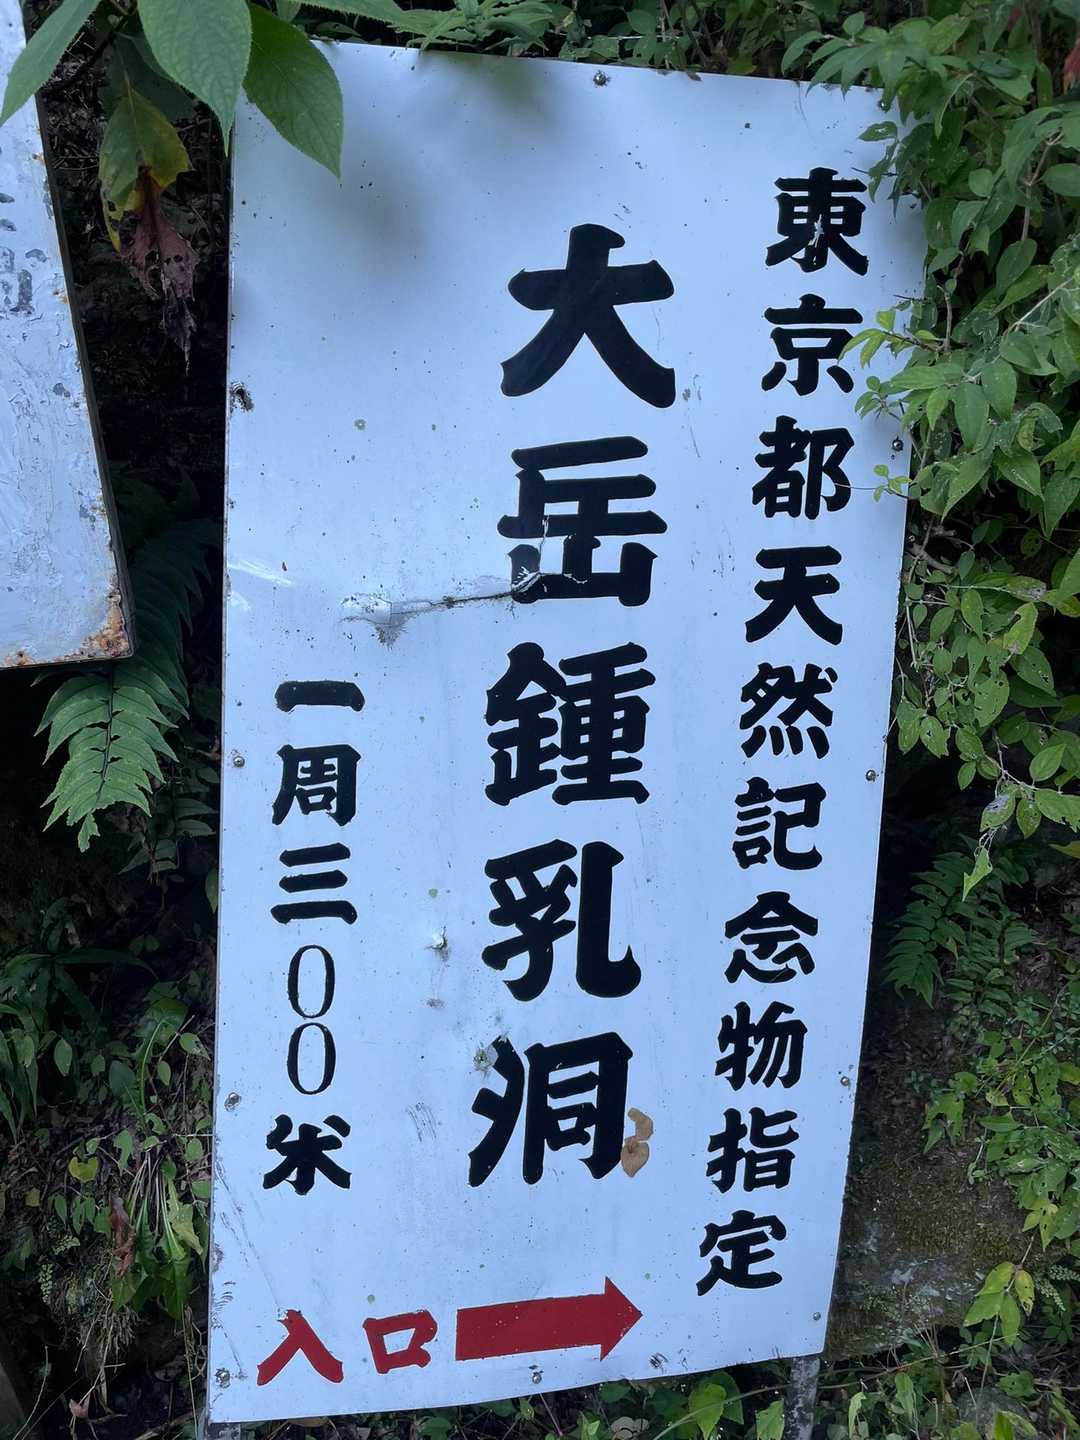 東京都天然記念物指定
大岳鍾乳洞
一周三〇〇米
入口